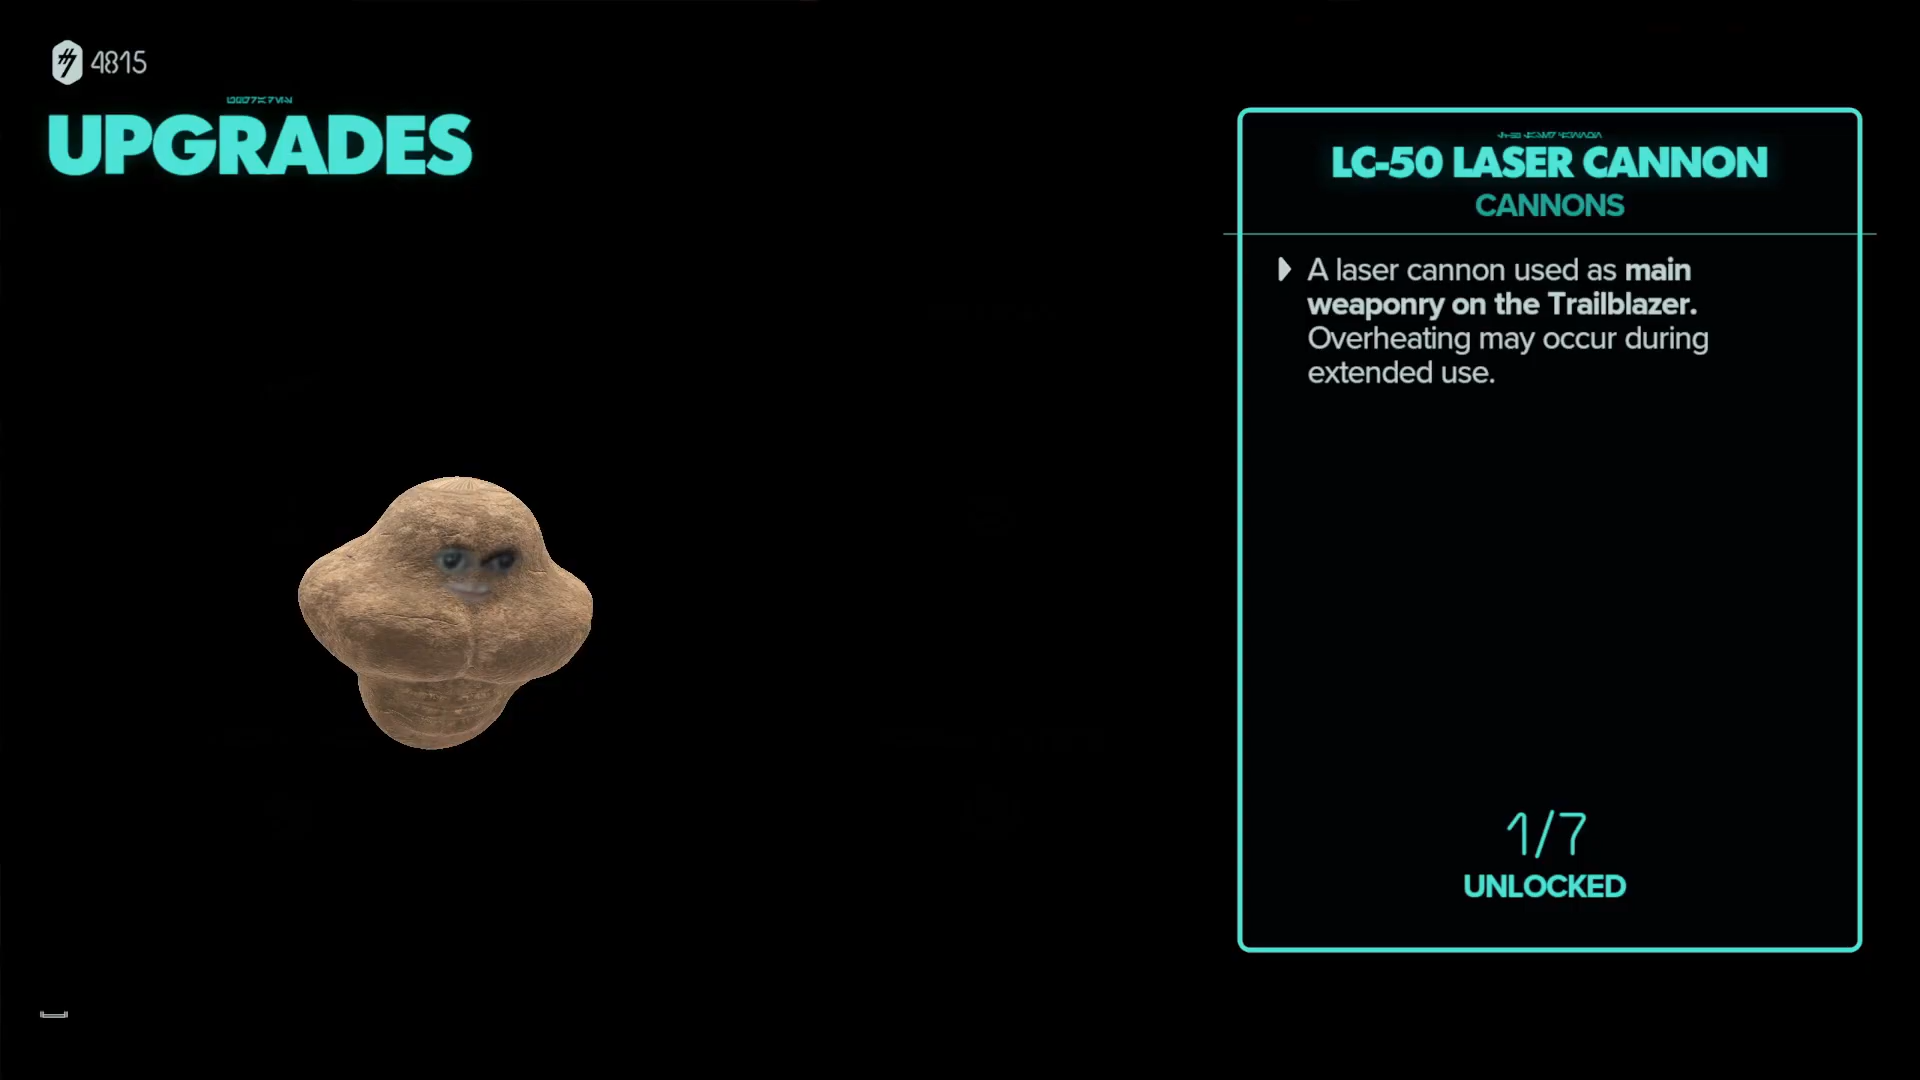 4815
UPGRADES
LC-50 LASER CANNON
CANNONS
A laser cannon used as main
weaponry on the Trailblazer.
Overheating may occur during
extended use.
1/7
UNLOCKED